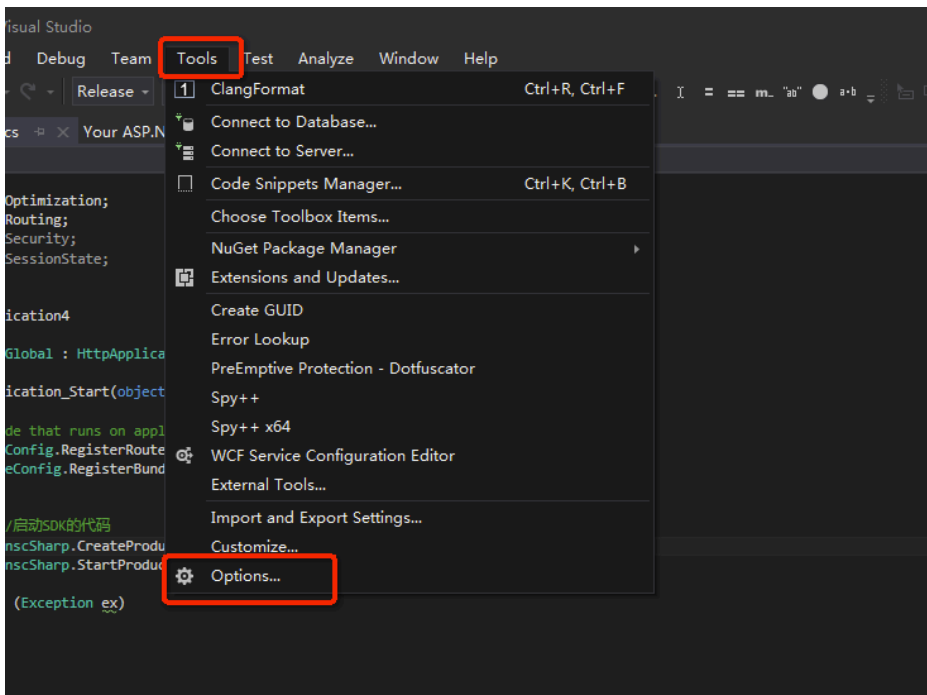 Visual Studio
d Debug Team Tools Test Analyze Window Help
Release
1 ClangFormat Ctrl+R, Ctrl+F
== m_ "ab" a·b
cs Your ASP.N
Connect to Database...
Connect to Server...
Code Snippets Manager... Ctrl+K, Ctrl+B
Choose Toolbox Items...
NuGet Package Manager
Extensions and Updates...
Create GUID
Error Lookup
PreEmptive Protection - Dotfuscator
Spy++
Spy++ x64
WCF Service Configuration Editor
External Tools...
Import and Export Settings...
Customize...
Options...
Optimization;
Routing;
Security;
SessionState;
ication4
Global : HttpApplica
ication_Start(object
de that runs on appl
Config.RegisterRoute
eConfig.RegisterBund
/启动SDK的代码
nscSharp.CreateProdu
nscSharp.StartProduc
(Exception ex)